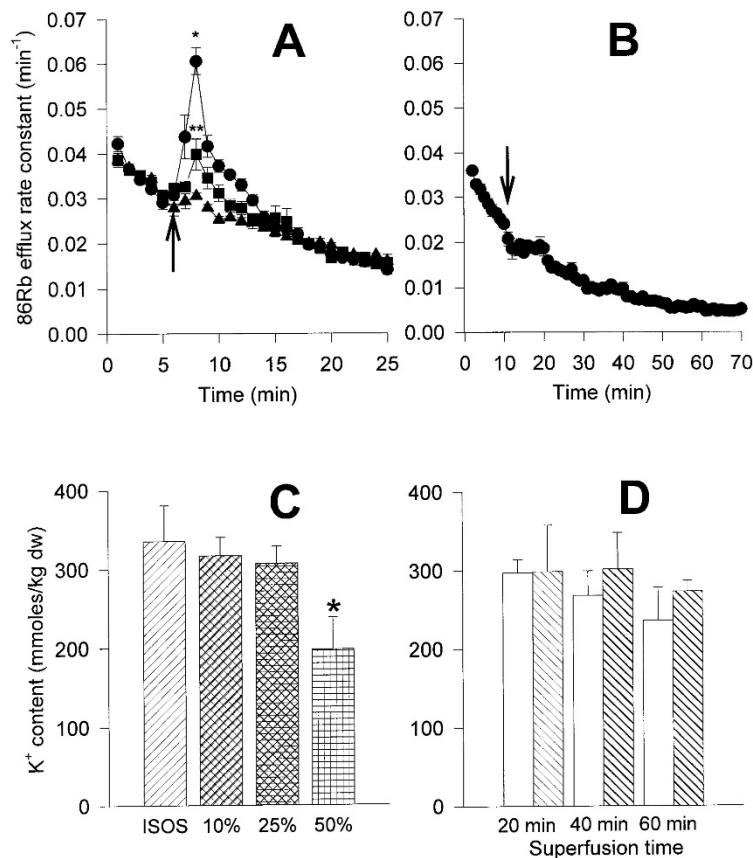 A
B
86Rb efflux rate constant (min-1)
0.07
0.06
0.05
0.04
0.03
0.02
0.01
0.00
*
**
0 5 10 15 20 25
Time (min)
0.07
0.06
0.05
0.04
0.03
0.02
0.01
0.00
0 10 20 30 40 50 60 70
Time (min)
C
D
K+ content (mmoles/kg dw)
400
300
200
100
0
*
ISOS 10% 25% 50%
400
300
200
100
0
20 min 40 min 60 min
Superfusion time